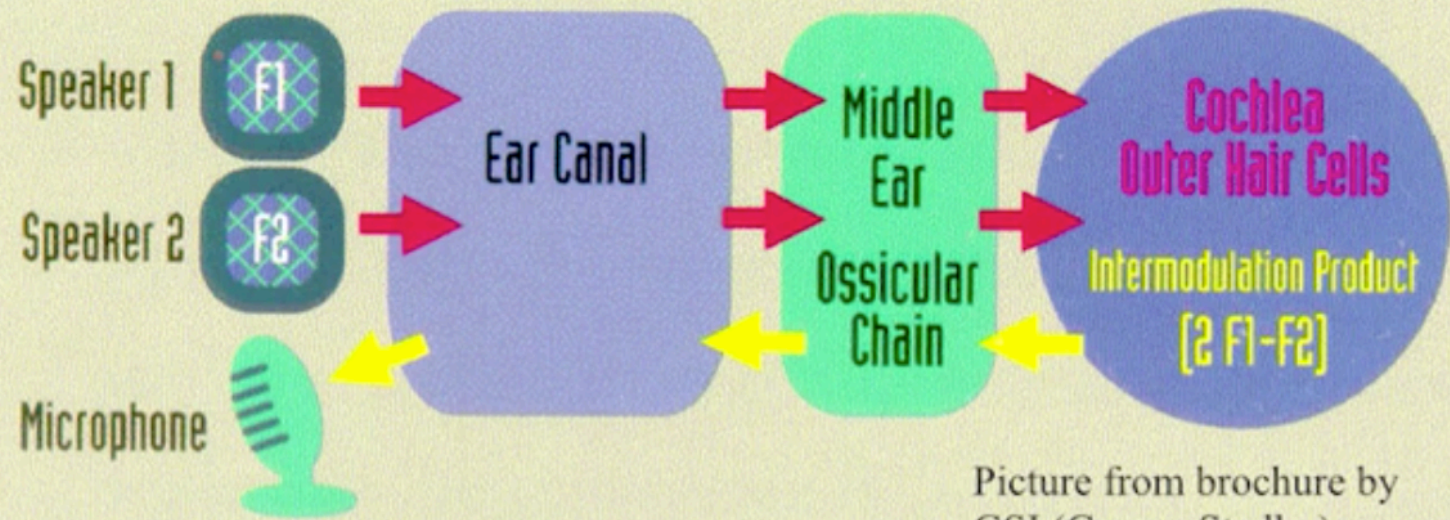 Speaker 1
F1
Speaker 2
F2
Microphone
Ear Canal
Middle
Ear
Ossicular
Chain
Cochlea
Outer Hair Cells
Intermodulation Product
[2 F1-F2]
Picture from brochure by